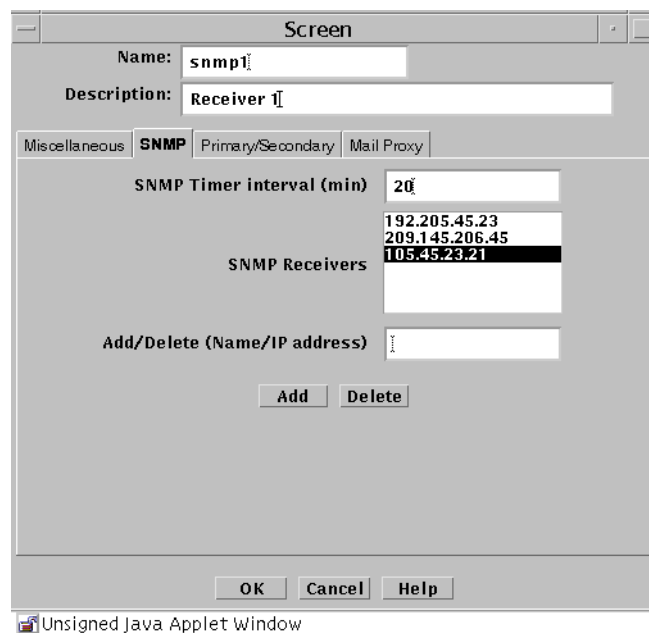 Screen
Name: snmp1
Description: Receiver 1
Miscellaneous SNMP Primary/Secondary Mail Proxy
SNMP Timer interval (min) 20
192.205.45.23
209.145.206.45
105.45.23.21
SNMP Receivers
Add/Delete (Name/IP address)
Add Delete
OK Cancel Help
Unsigned Java Applet Window